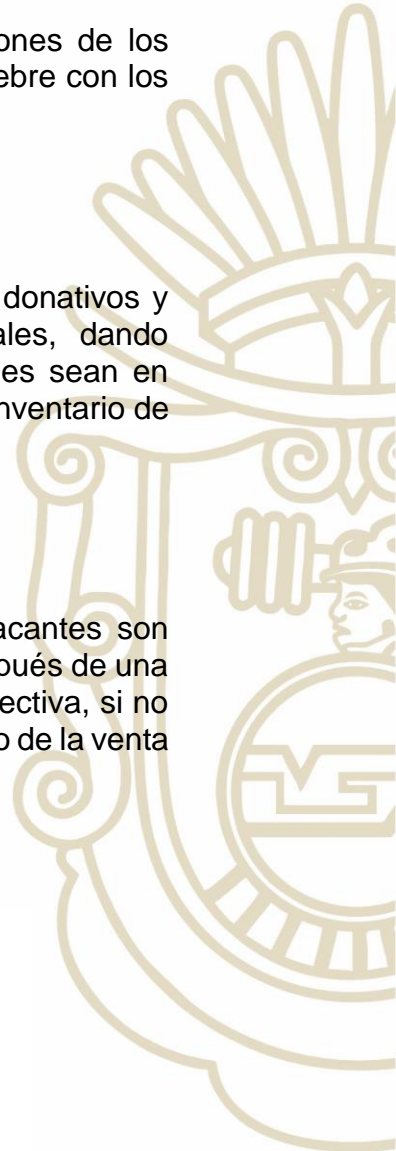 ones de los
ebre con los
donativos y
ales, dando
es sean en
nventario de
acantes son
pués de una
ectiva, si no
o de la venta